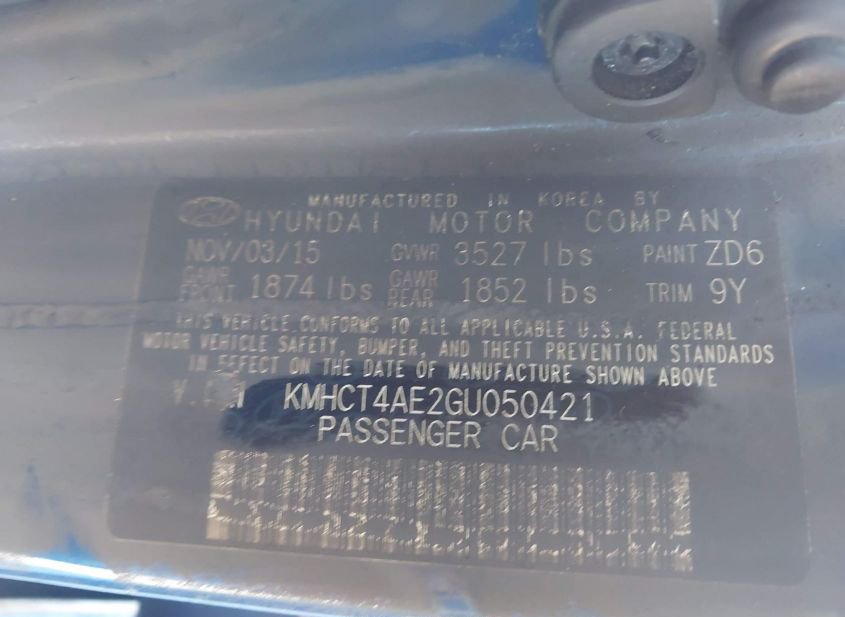 MANUFACTURED IN KOREA BY
HYUNDAI MOTOR COMPANY
NOV/03/15 GVWR 3527 lbs PAINT ZD6
GAWR FRONT 1874 lbs GAWR REAR 1852 lbs TRIM 9Y
THIS VEHICLE CONFORMS TO ALL APPLICABLE U.S.A. FEDERAL
MOTOR VEHICLE SAFETY, BUMPER, AND THEFT PREVENTION STANDARDS
IN EFFECT ON THE DATE OF MANUFACTURE SHOWN ABOVE
V.I.N KMHCT4AE2GU050421
PASSENGER CAR